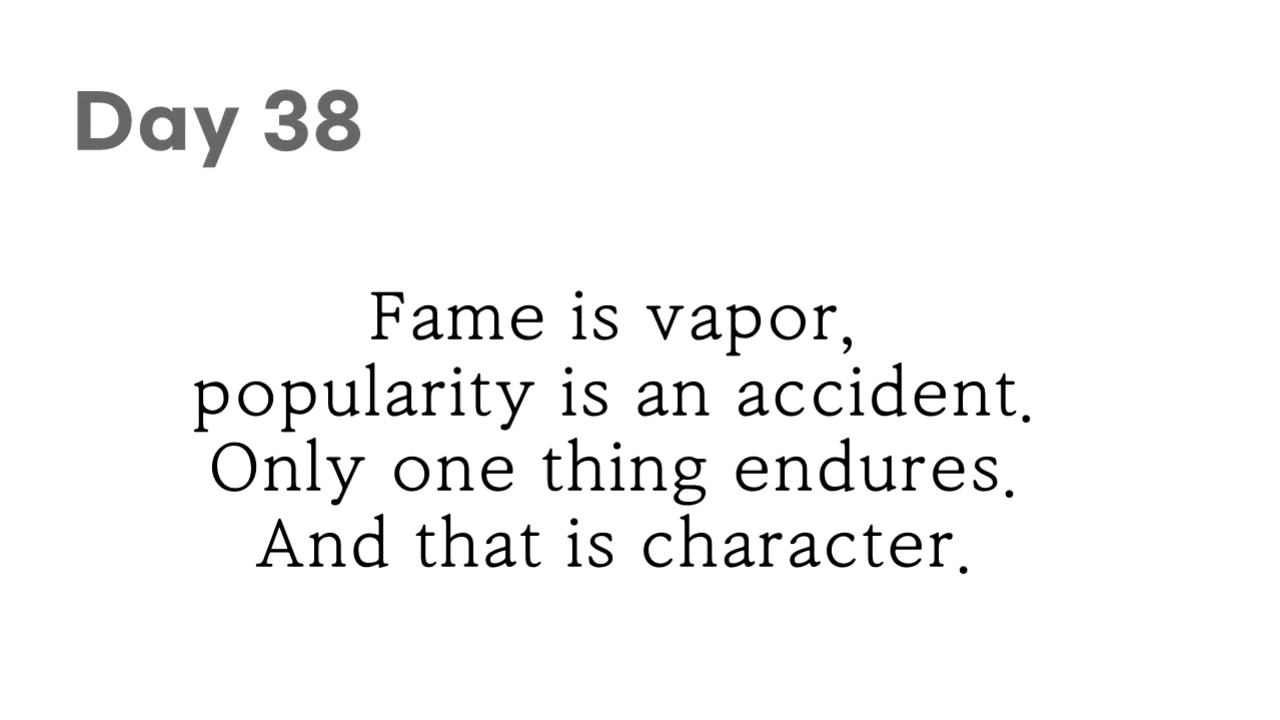 Day 38
Fame is vapor,
popularity is an accident.
Only one thing endures.
And that is character.